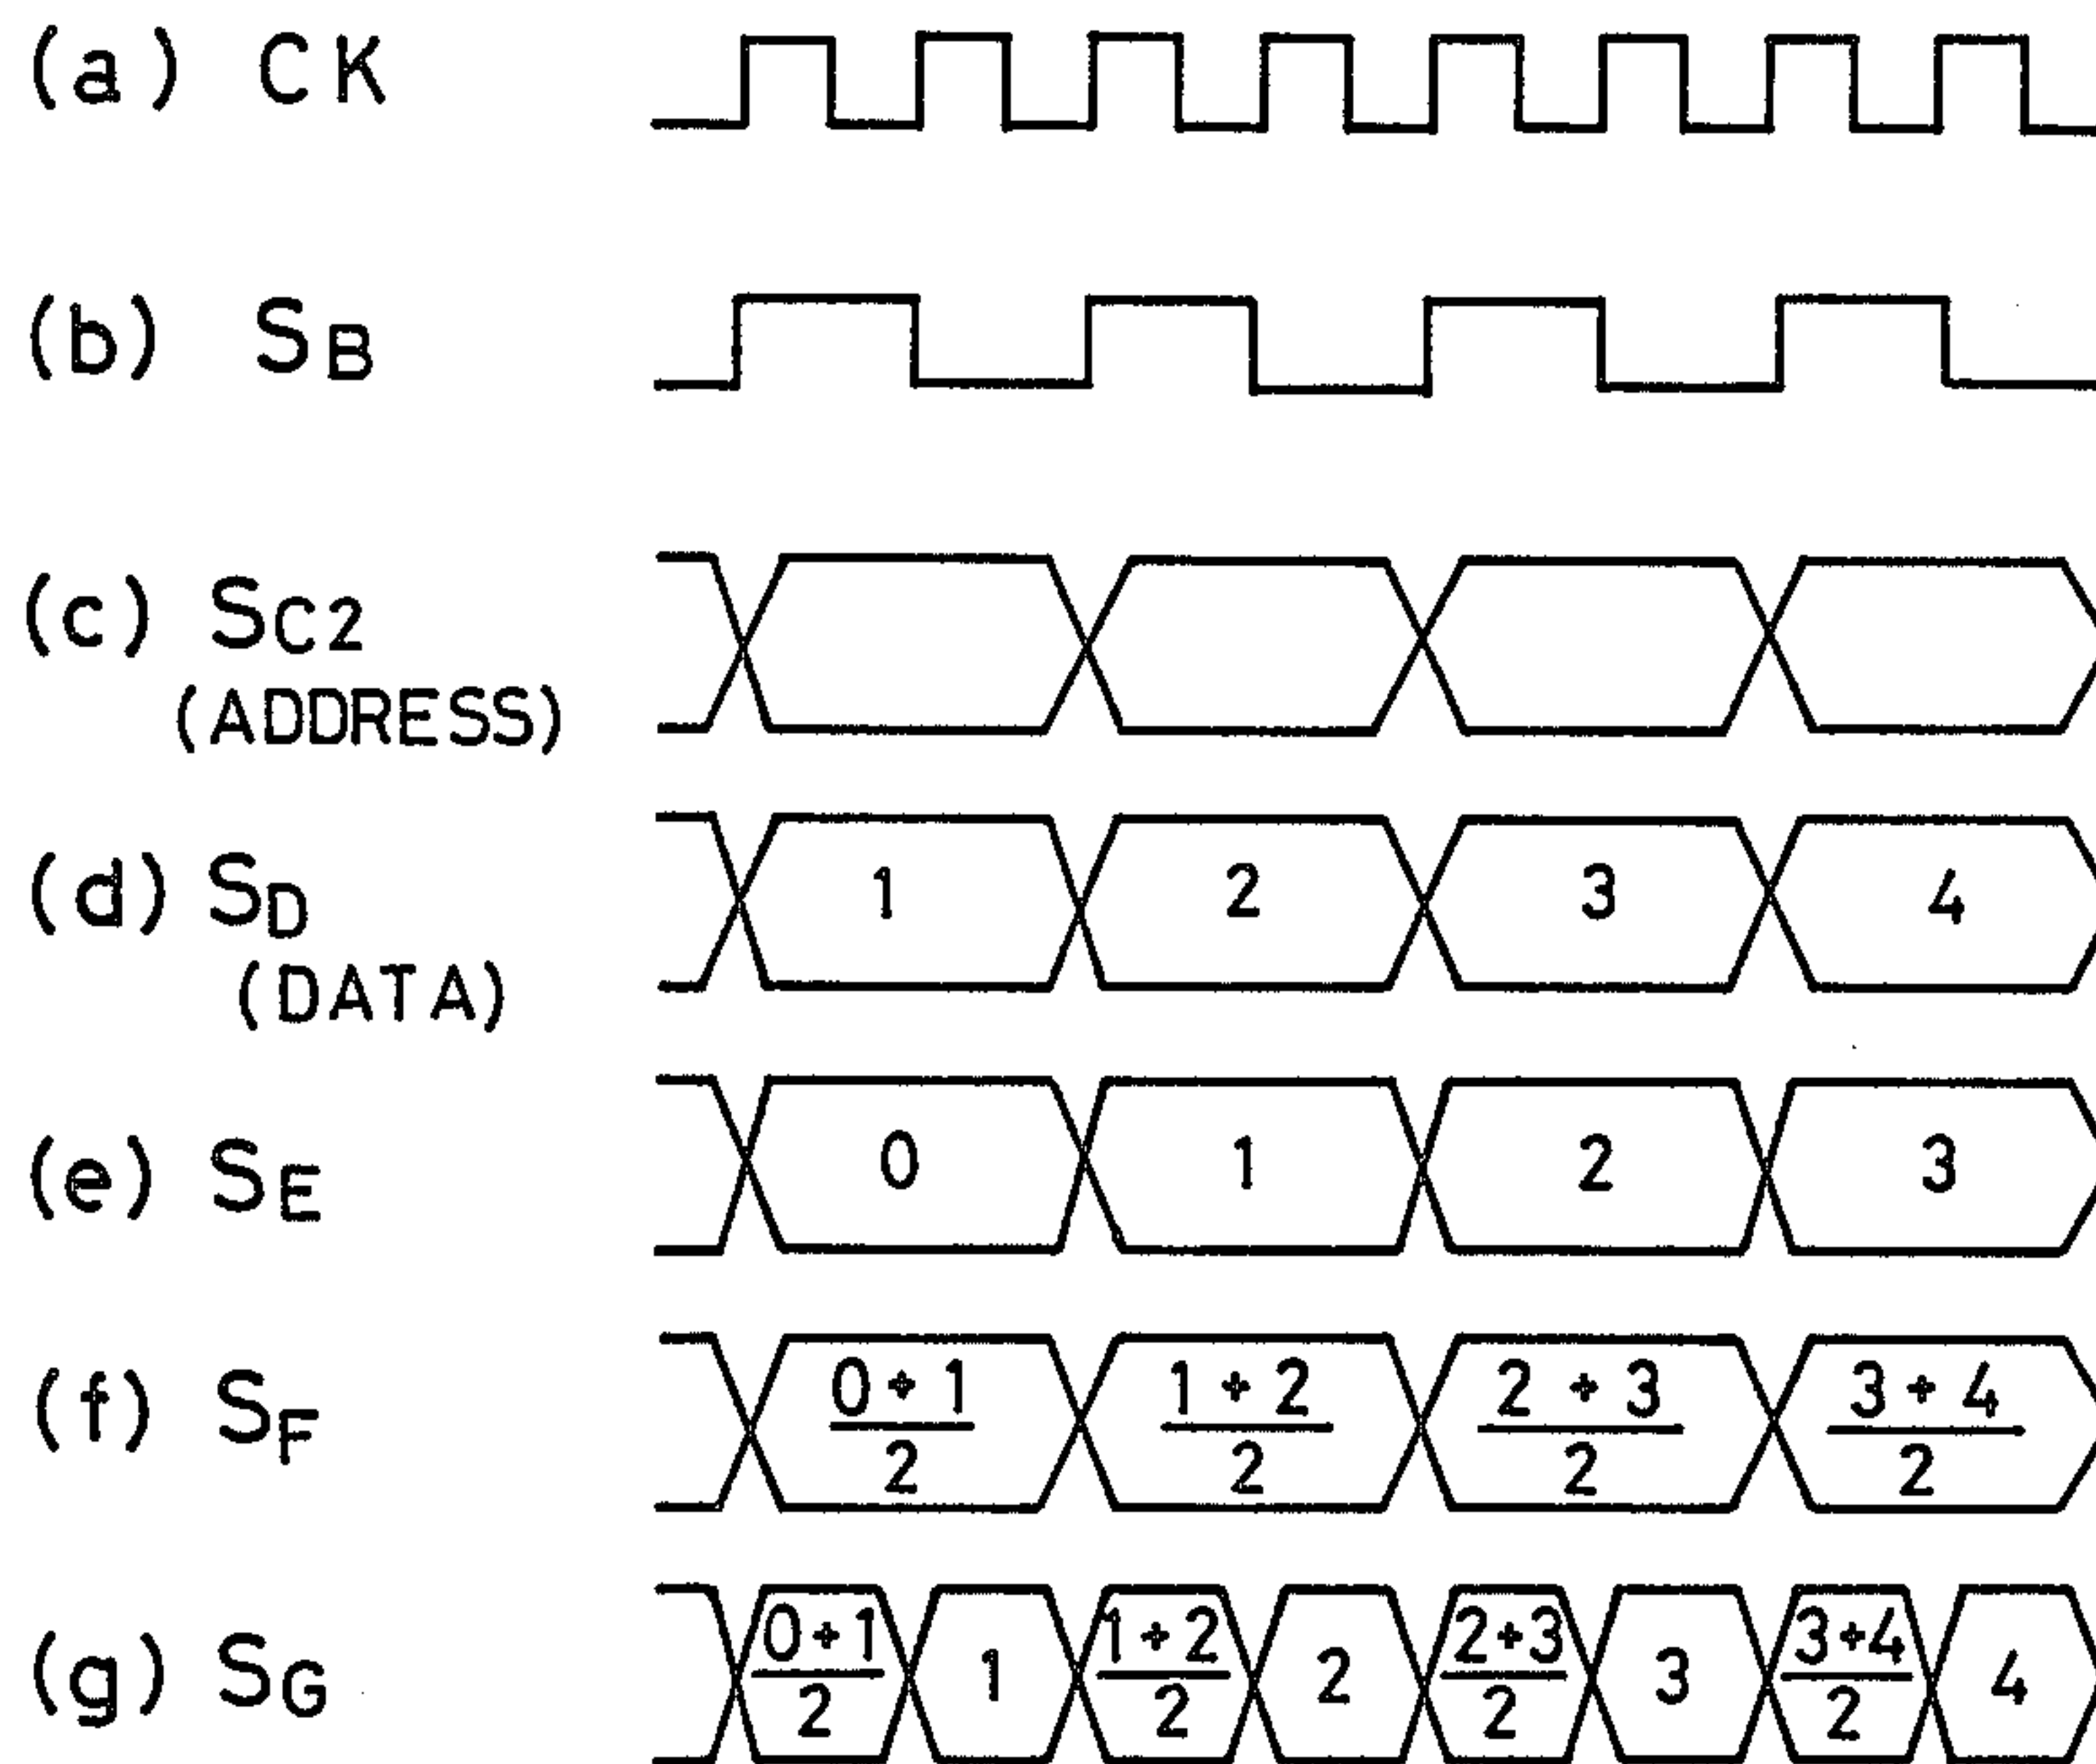 (a) CK
(b) SB
(c) SC2
(ADDRESS)
(d) SD 1 2 3 4
(DATA)
(e) SE 0 1 2 3
(f) SF 0+1/2 1+2/2 2+3/2 3+4/2
(g) SG 0+1/2 1 1+2/2 2 2+3/2 3 3+4/2 4